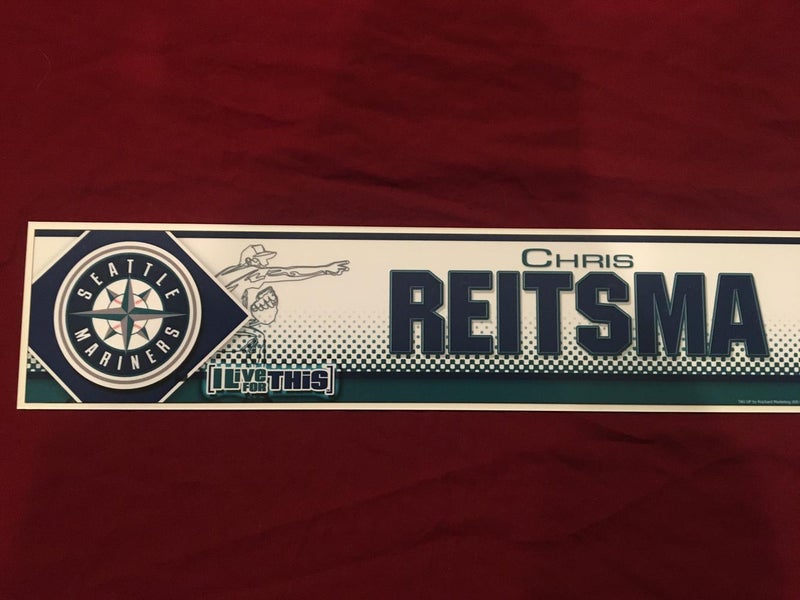 SEATTLE
MARINERS
CHRIS
REITSMA
[I Live FOR THiS]